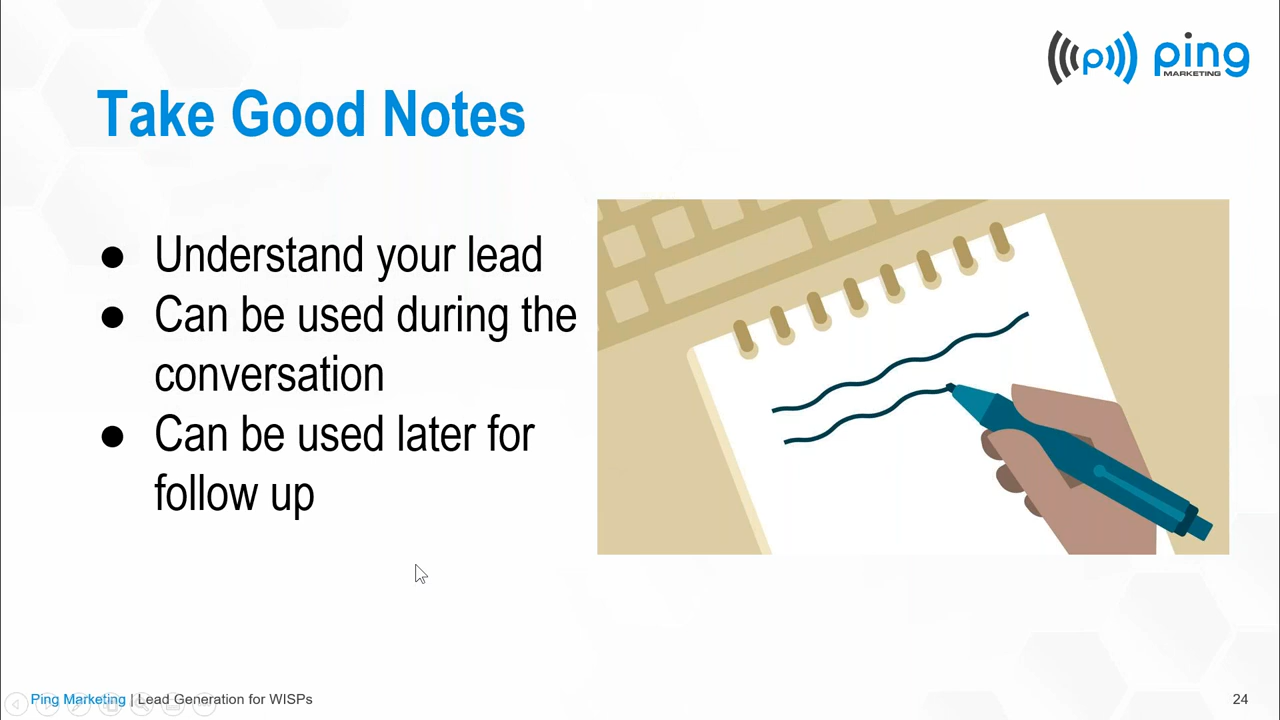 ping
MARKETING
Take Good Notes
● Understand your lead
● Can be used during the
conversation
● Can be used later for
follow up
Ping Marketing | Lead Generation for WISPs
24